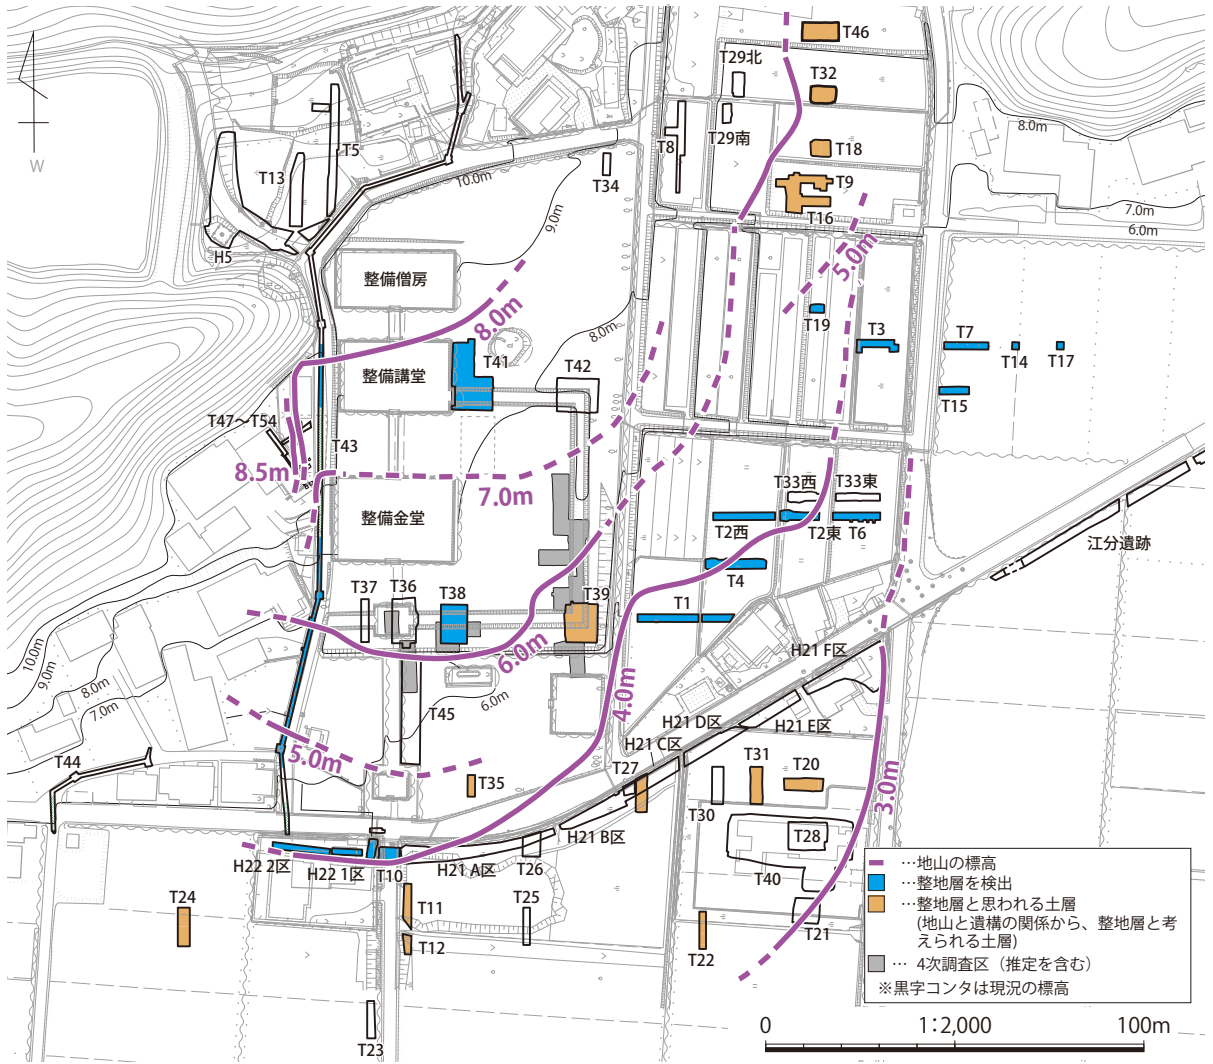 T46
T29北
T32
8.0m
T8
T29南
T18
W
T5
T13
10.0m
T34
T9
T16
7.0m
6.0m
9.0m
H5
5.0m
整備僧房
8.0m
T19
T3
T7
T14
T17
8.0m
T41
T42
整備講堂
T15
T47～T54
T43
8.5m
7.0m
T33西
T33東
整備金堂
T2西
T2東
T6
江分遺跡
T4
T37
T36
T38
T39
T1
10.0m
9.0m
8.0m
7.0m
6.0m
H21 F区
4.0m
6.0m
T45
H21 D区
H21 E区
H21 C区
5.0m
T44
T27
T31
T20
T35
T30
3.0m
H21 B区
T28
H22 2区
H22 1区
T10
H21 A区
T26
T40
T24
T11
T25
T12
T22
T21
T23
…地山の標高
…整地層を検出
…整地層と思われる土層
(地山と遺構の関係から、整地層と考
えられる土層)
… 4次調査区（推定を含む）
※黒字コンタは現況の標高
0
1：2,000
100m